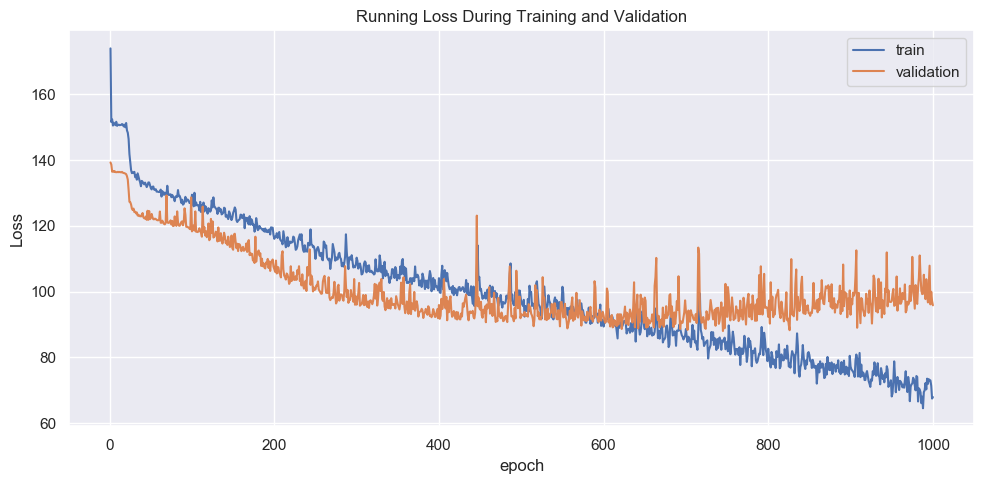 Running Loss During Training and Validation
train
validation
Loss
160
140
120
100
80
60
0 200 400 600 800 1000
epoch